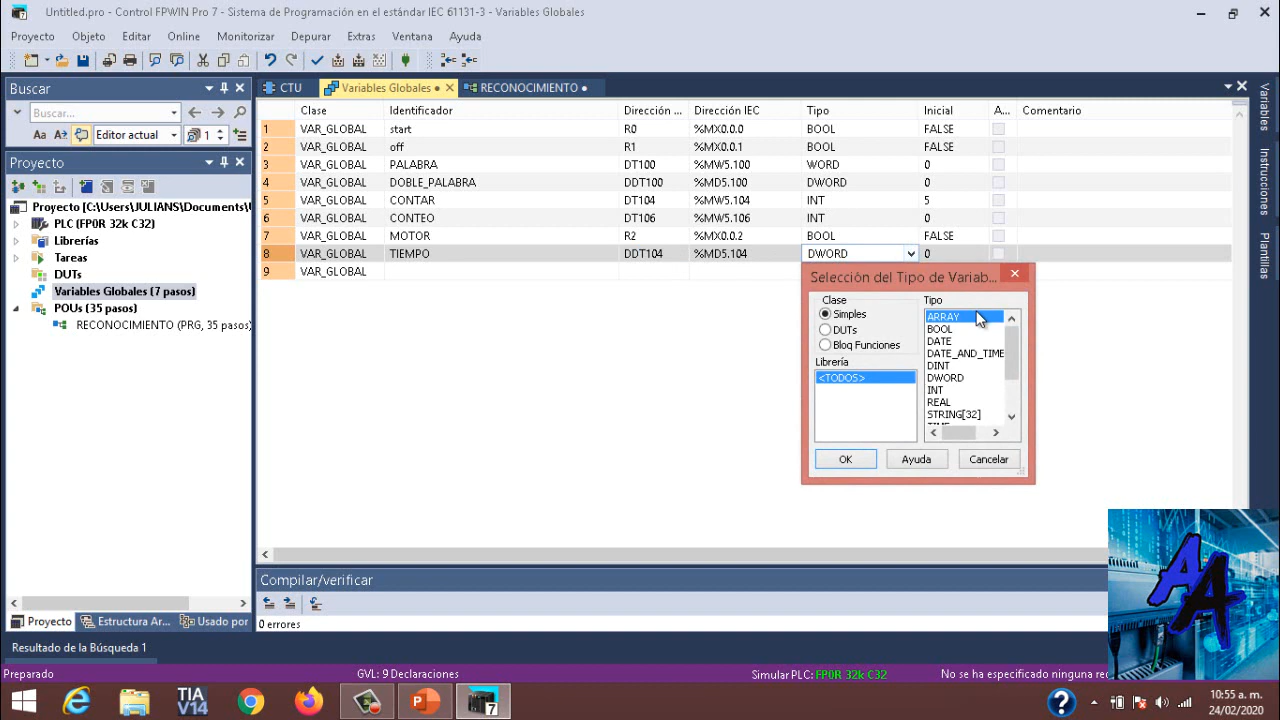 Untitled.pro - Control FPWIN Pro 7 - Sistema de Programación en el estándar IEC 61131-3 - Variables Globales
Proyecto Objeto Editar Online Monitorizar Depurar Extras Ventana Ayuda
Buscar
Buscar...
Aa Editor actual 1
Proyecto
Proyecto [C:\Users\JULIANS\Documents\
PLC (FP0R 32k C32)
Librerías
Tareas
DUTs
Variables Globales (7 pasos)
POUs (35 pasos)
RECONOCIMIENTO (PRG, 35 pasos)
Proyecto Estructura Ar... Usado por
CTU Variables Globales RECONOCIMIENTO
Clase Identificador Dirección ... Dirección IEC Tipo Inicial A... Comentario
1 VAR_GLOBAL start R0 %MX0.0.0 BOOL FALSE
2 VAR_GLOBAL off R1 %MX0.0.1 BOOL FALSE
3 VAR_GLOBAL PALABRA DT100 %MW5.100 WORD 0
4 VAR_GLOBAL DOBLE_PALABRA DDT100 %MD5.100 DWORD 0
5 VAR_GLOBAL CONTAR DT104 %MW5.104 INT 5
6 VAR_GLOBAL CONTEO DT106 %MW5.106 INT 0
7 VAR_GLOBAL MOTOR R2 %MX0.0.2 BOOL FALSE
8 VAR_GLOBAL TIEMPO DDT104 %MD5.104 DWORD 0
9 VAR_GLOBAL
Selección del Tipo de Variab...
Clase
Simples
DUTs
Bloq Funciones
Librería
<TODOS>
Tipo
ARRAY
BOOL
DATE
DATE_AND_TIME
DINT
DWORD
INT
REAL
STRING[32]
TIME
OK Ayuda Cancelar
Variables
Instrucciones
Plantillas
Compilar/verificar
0 errores
Resultado de la Búsqueda 1
Preparado GVL: 9 Declaraciones Simular PLC: FP0R 32k C32 No se ha especificado ninguna
AA
TIA
V14
7
10:55 a. m.
24/02/2020